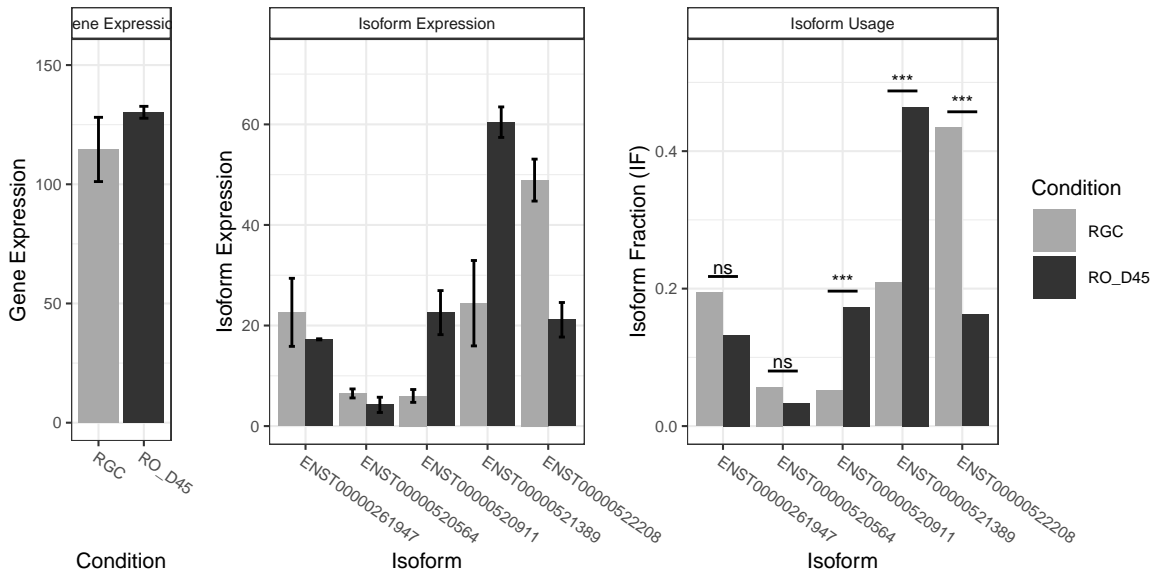 ene Expressio
Isoform Expression
Isoform Usage
Gene Expression
150
100
50
0
RGC
RO_D45
Condition
Isoform Expression
60
40
20
0
ENST00000261947
ENST00000520564
ENST00000520911
ENST00000521389
ENST00000522208
Isoform
Isoform Fraction (IF)
0.4
0.2
0.0
ns
ns
***
***
***
ENST00000261947
ENST00000520564
ENST00000520911
ENST00000521389
ENST00000522208
Isoform
Condition
RGC
RO_D45